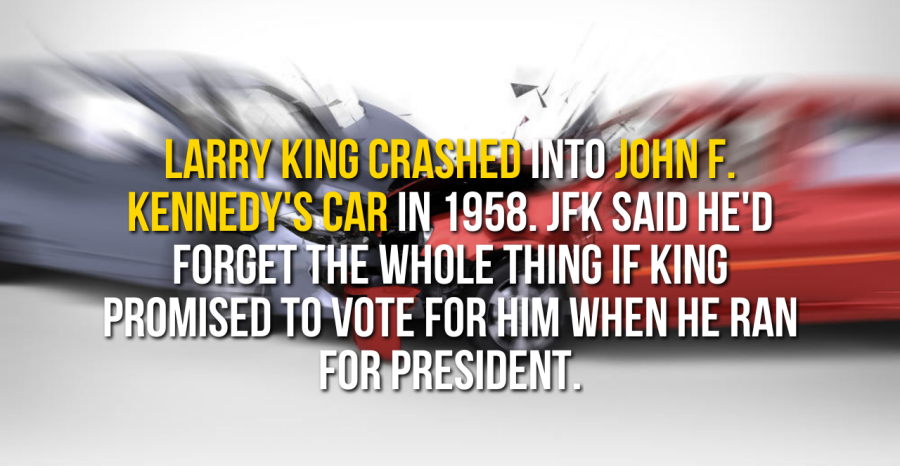 LARRY KING CRASHED INTO JOHN F.
KENNEDY'S CAR IN 1958. JFK SAID HE'D
FORGET THE WHOLE THING IF KING
PROMISED TO VOTE FOR HIM WHEN HE RAN
FOR PRESIDENT.